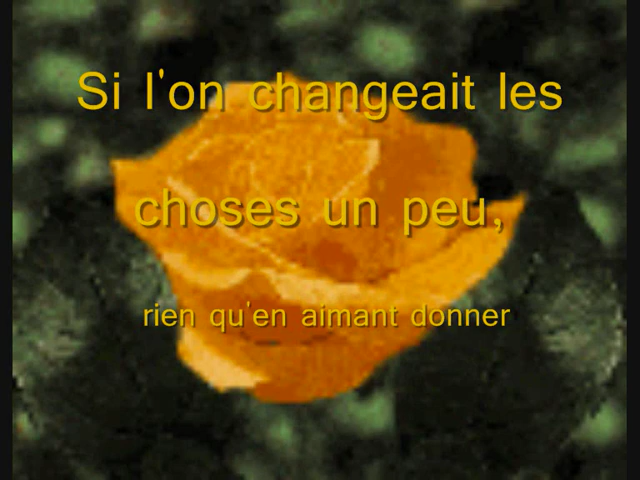 Si l'on changeait les
choses un peu,
rien qu'en aimant donner